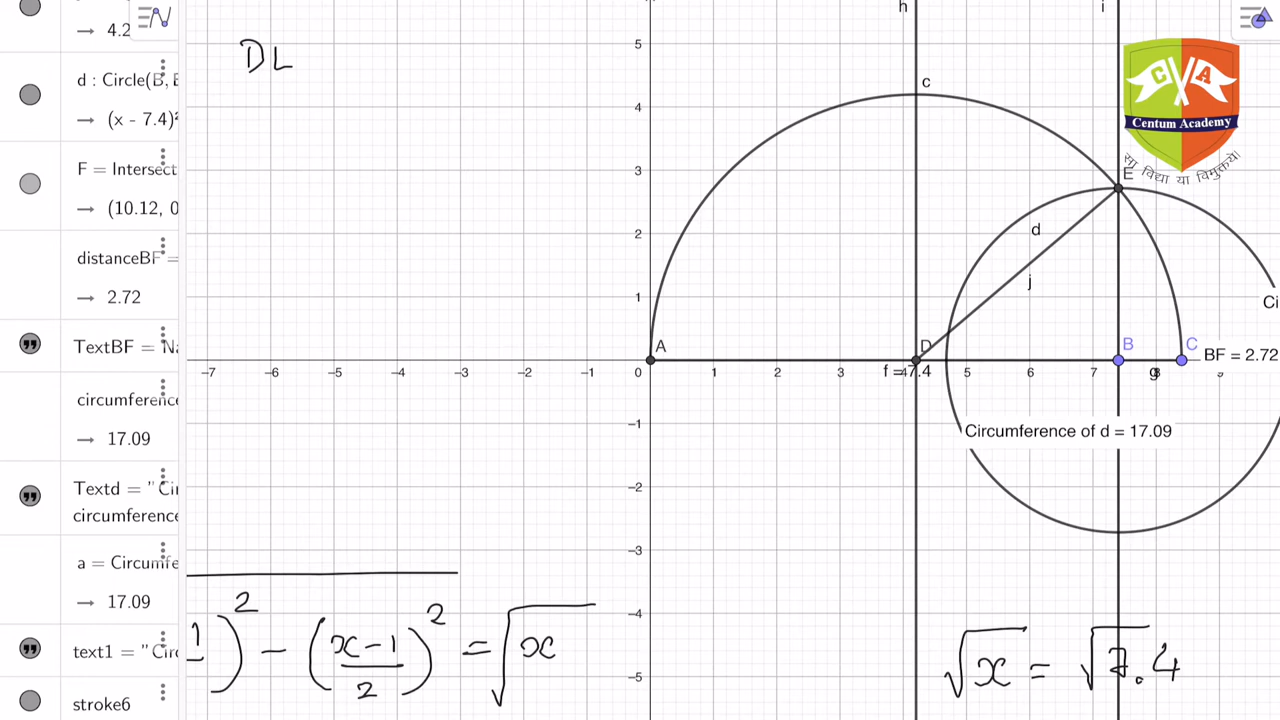 → 4.2
d : Circle(B, E
→ (x - 7.4)²
F = Intersect
→ (10.12, 0
distanceBF =
→ 2.72
TextBF = Na
circumference
→ 17.09
Textd = "Cir
circumference
a = Circumfe
→ 17.09
text1 = "Circ
stroke6
DL
h
i
c
C A
Centum Academy
सा विद्या या विमुक्तये।
E
d
j
Ci
A
D
B
C
BF = 2.72
f = 7.4
g
−7 −6 −5 −4 −3 −2 −1 0 1 2 3 4 5 6 7 8 9
5
4
3
2
1
−1
−2
−3
−4
−5
Circumference of d = 17.09
1)² − (x−1/2)² = √x
√x = √7.4